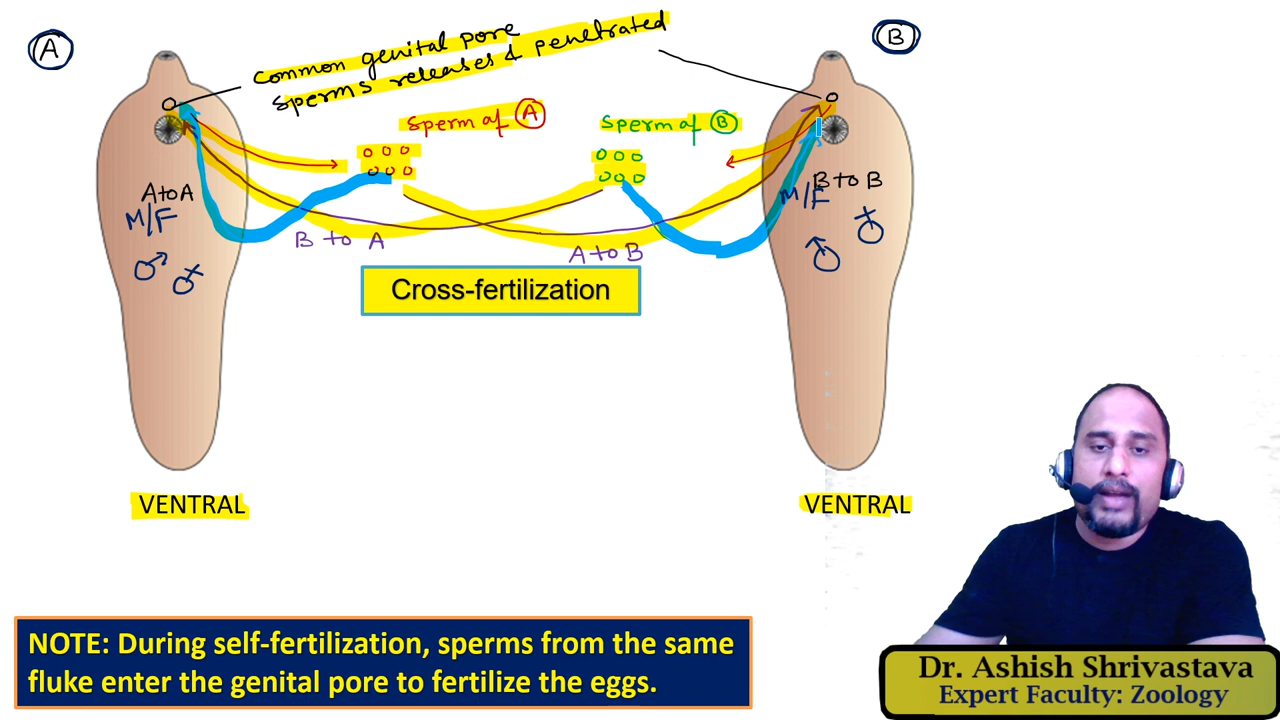 A
B
common genital pore
sperms releases & penetrated
sperm of A
sperm of B
A to A
M/F
B to B
M/F
B to A
A to B
Cross-fertilization
VENTRAL
VENTRAL
NOTE: During self-fertilization, sperms from the same
fluke enter the genital pore to fertilize the eggs.
Dr. Ashish Shrivastava
Expert Faculty: Zoology